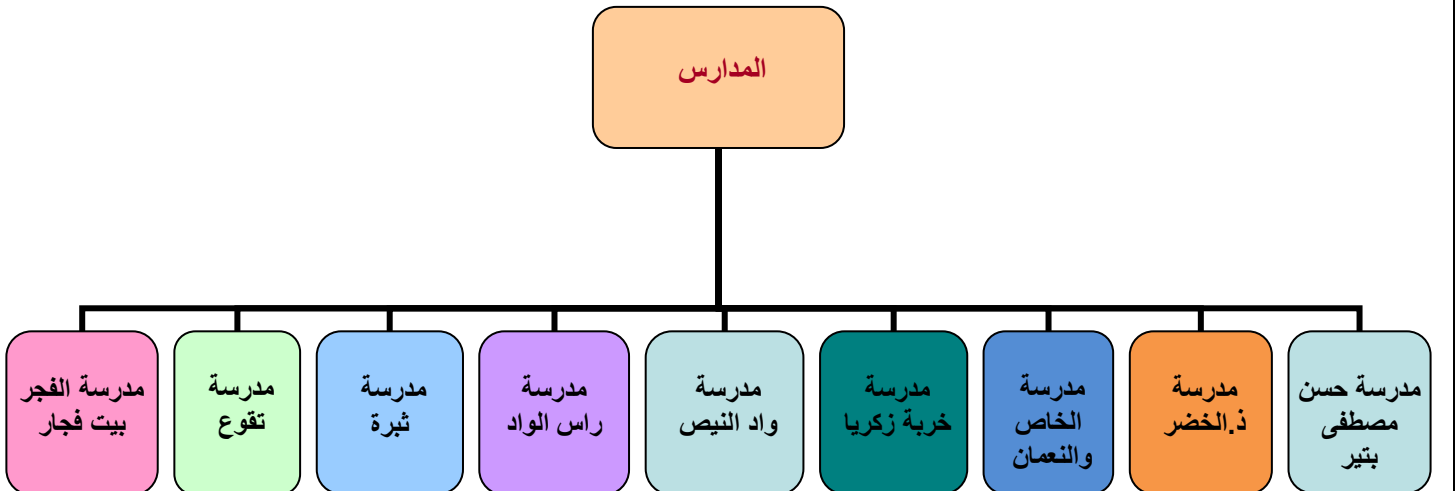 المدارس
مدرسة حسن
مصطفى
بتير
مدرسة
ذ.الخضر
مدرسة
الخاص
والنعمان
مدرسة
خربة زكريا
مدرسة
واد النيص
مدرسة
راس الواد
مدرسة
ثبرة
مدرسة
تقوع
مدرسة الفجر
بيت فجار